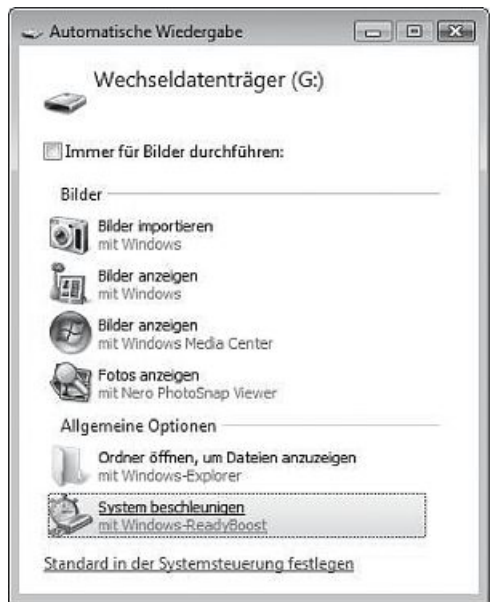 Automatische Wiedergabe
Wechseldatenträger (G:)
Immer für Bilder durchführen:
Bilder
Bilder importieren
mit Windows
Bilder anzeigen
mit Windows
Bilder anzeigen
mit Windows Media Center
Fotos anzeigen
mit Nero PhotoSnap Viewer
Allgemeine Optionen
Ordner öffnen, um Dateien anzuzeigen
mit Windows-Explorer
System beschleunigen
mit Windows-ReadyBoost
Standard in der Systemsteuerung festlegen